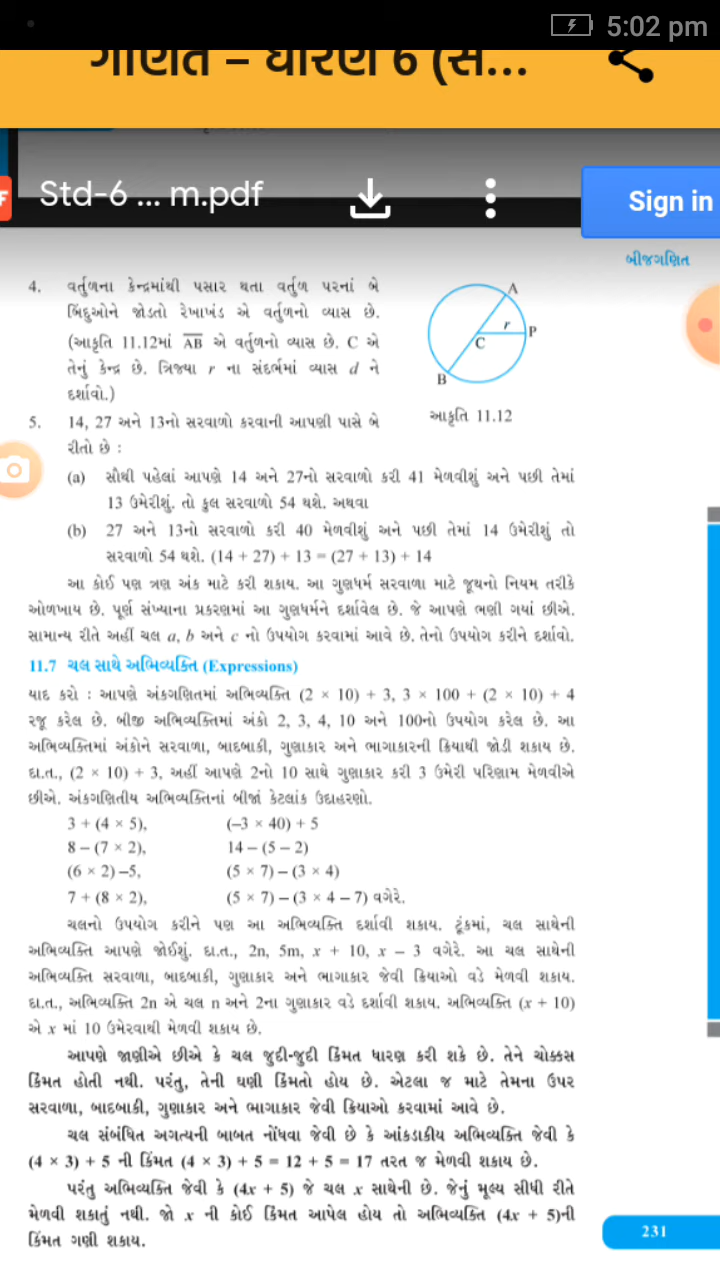 5:02 pm
ગણિત – ધોરણ 6 (સ...
Std-6 ... m.pdf
Sign in
બીજગણિત
4. વર્તુળના કેન્દ્રમાંથી પસાર થતા વર્તુળ પરનાં બે
બિંદુઓને જોડતો રેખાખંડ એ વર્તુળનો વ્યાસ છે.
(આકૃતિ 11.12માં AB એ વર્તુળનો વ્યાસ છે. C એ
તેનું કેન્દ્ર છે. ત્રિજ્યા r ના સંદર્ભમાં વ્યાસ d ને
દર્શાવો.)
A
r
P
C
B
આકૃતિ 11.12
5. 14, 27 અને 13નો સરવાળો કરવાની આપણી પાસે બે
રીતો છે :
(a) સૌથી પહેલાં આપણે 14 અને 27નો સરવાળો કરી 41 મેળવીશું અને પછી તેમાં
13 ઉમેરીશું. તો કુલ સરવાળો 54 થશે. અથવા
(b) 27 અને 13નો સરવાળો કરી 40 મેળવીશું અને પછી તેમાં 14 ઉમેરીશું તો
સરવાળો 54 થશે. (14 + 27) + 13 = (27 + 13) + 14
આ કોઈ પણ ત્રણ અંક માટે કરી શકાય. આ ગુણધર્મ સરવાળા માટે જૂથનો નિયમ તરીકે
ઓળખાય છે. પૂર્ણ સંખ્યાના પ્રકરણમાં આ ગુણધર્મને દર્શાવેલ છે. જે આપણે ભણી ગયાં છીએ.
સામાન્ય રીતે અહીં ચલ a, b અને c નો ઉપયોગ કરવામાં આવે છે. તેનો ઉપયોગ કરીને દર્શાવો.
11.7 ચલ સાથે અભિવ્યક્તિ (Expressions)
યાદ કરો : આપણે અંકગણિતમાં અભિવ્યક્તિ (2 × 10) + 3, 3 × 100 + (2 × 10) + 4
રજૂ કરેલ છે. બીજી અભિવ્યક્તિમાં અંકો 2, 3, 4, 10 અને 100નો ઉપયોગ કરેલ છે. આ
અભિવ્યક્તિમાં અંકોને સરવાળા, બાદબાકી, ગુણાકાર અને ભાગાકારની ક્રિયાથી જોડી શકાય છે.
દા.ત., (2 × 10) + 3, અહીં આપણે 2નો 10 સાથે ગુણાકાર કરી 3 ઉમેરી પરિણામ મેળવીએ
છીએ. અંકગણિતીય અભિવ્યક્તિનાં બીજાં કેટલાંક ઉદાહરણો.
3 + (4 × 5), (–3 × 40) + 5
8 – (7 × 2), 14 – (5 – 2)
(6 × 2) –5, (5 × 7) – (3 × 4)
7 + (8 × 2), (5 × 7) – (3 × 4 – 7) વગેરે.
ચલનો ઉપયોગ કરીને પણ આ અભિવ્યક્તિ દર્શાવી શકાય. ટૂંકમાં, ચલ સાથેની
અભિવ્યક્તિ આપણે જોઈશું. દા.ત., 2n, 5m, x + 10, x – 3 વગેરે. આ ચલ સાથેની
અભિવ્યક્તિ સરવાળા, બાદબાકી, ગુણાકાર અને ભાગાકાર જેવી ક્રિયાઓ વડે મેળવી શકાય.
દા.ત., અભિવ્યક્તિ 2n એ ચલ n અને 2ના ગુણાકાર વડે દર્શાવી શકાય. અભિવ્યક્તિ (x + 10)
એ x માં 10 ઉમેરવાથી મેળવી શકાય છે.
આપણે જાણીએ છીએ કે ચલ જુદી-જુદી કિંમત ધારણ કરી શકે છે. તેને ચોક્કસ
કિંમત હોતી નથી. પરંતુ, તેની ઘણી કિંમતો હોય છે. એટલા જ માટે તેમના ઉપર
સરવાળા, બાદબાકી, ગુણાકાર અને ભાગાકાર જેવી ક્રિયાઓ કરવામાં આવે છે.
ચલ સંબંધિત અગત્યની બાબત નોંધવા જેવી છે કે આંકડાકીય અભિવ્યક્તિ જેવી કે
(4 × 3) + 5 ની કિંમત (4 × 3) + 5 = 12 + 5 = 17 તરત જ મેળવી શકાય છે.
પરંતુ અભિવ્યક્તિ જેવી કે (4x + 5) જે ચલ x સાથેની છે. જેનું મૂલ્ય સીધી રીતે
મેળવી શકાતું નથી. જો x ની કોઈ કિંમત આપેલ હોય તો અભિવ્યક્તિ (4x + 5)ની
કિંમત ગણી શકાય.
231